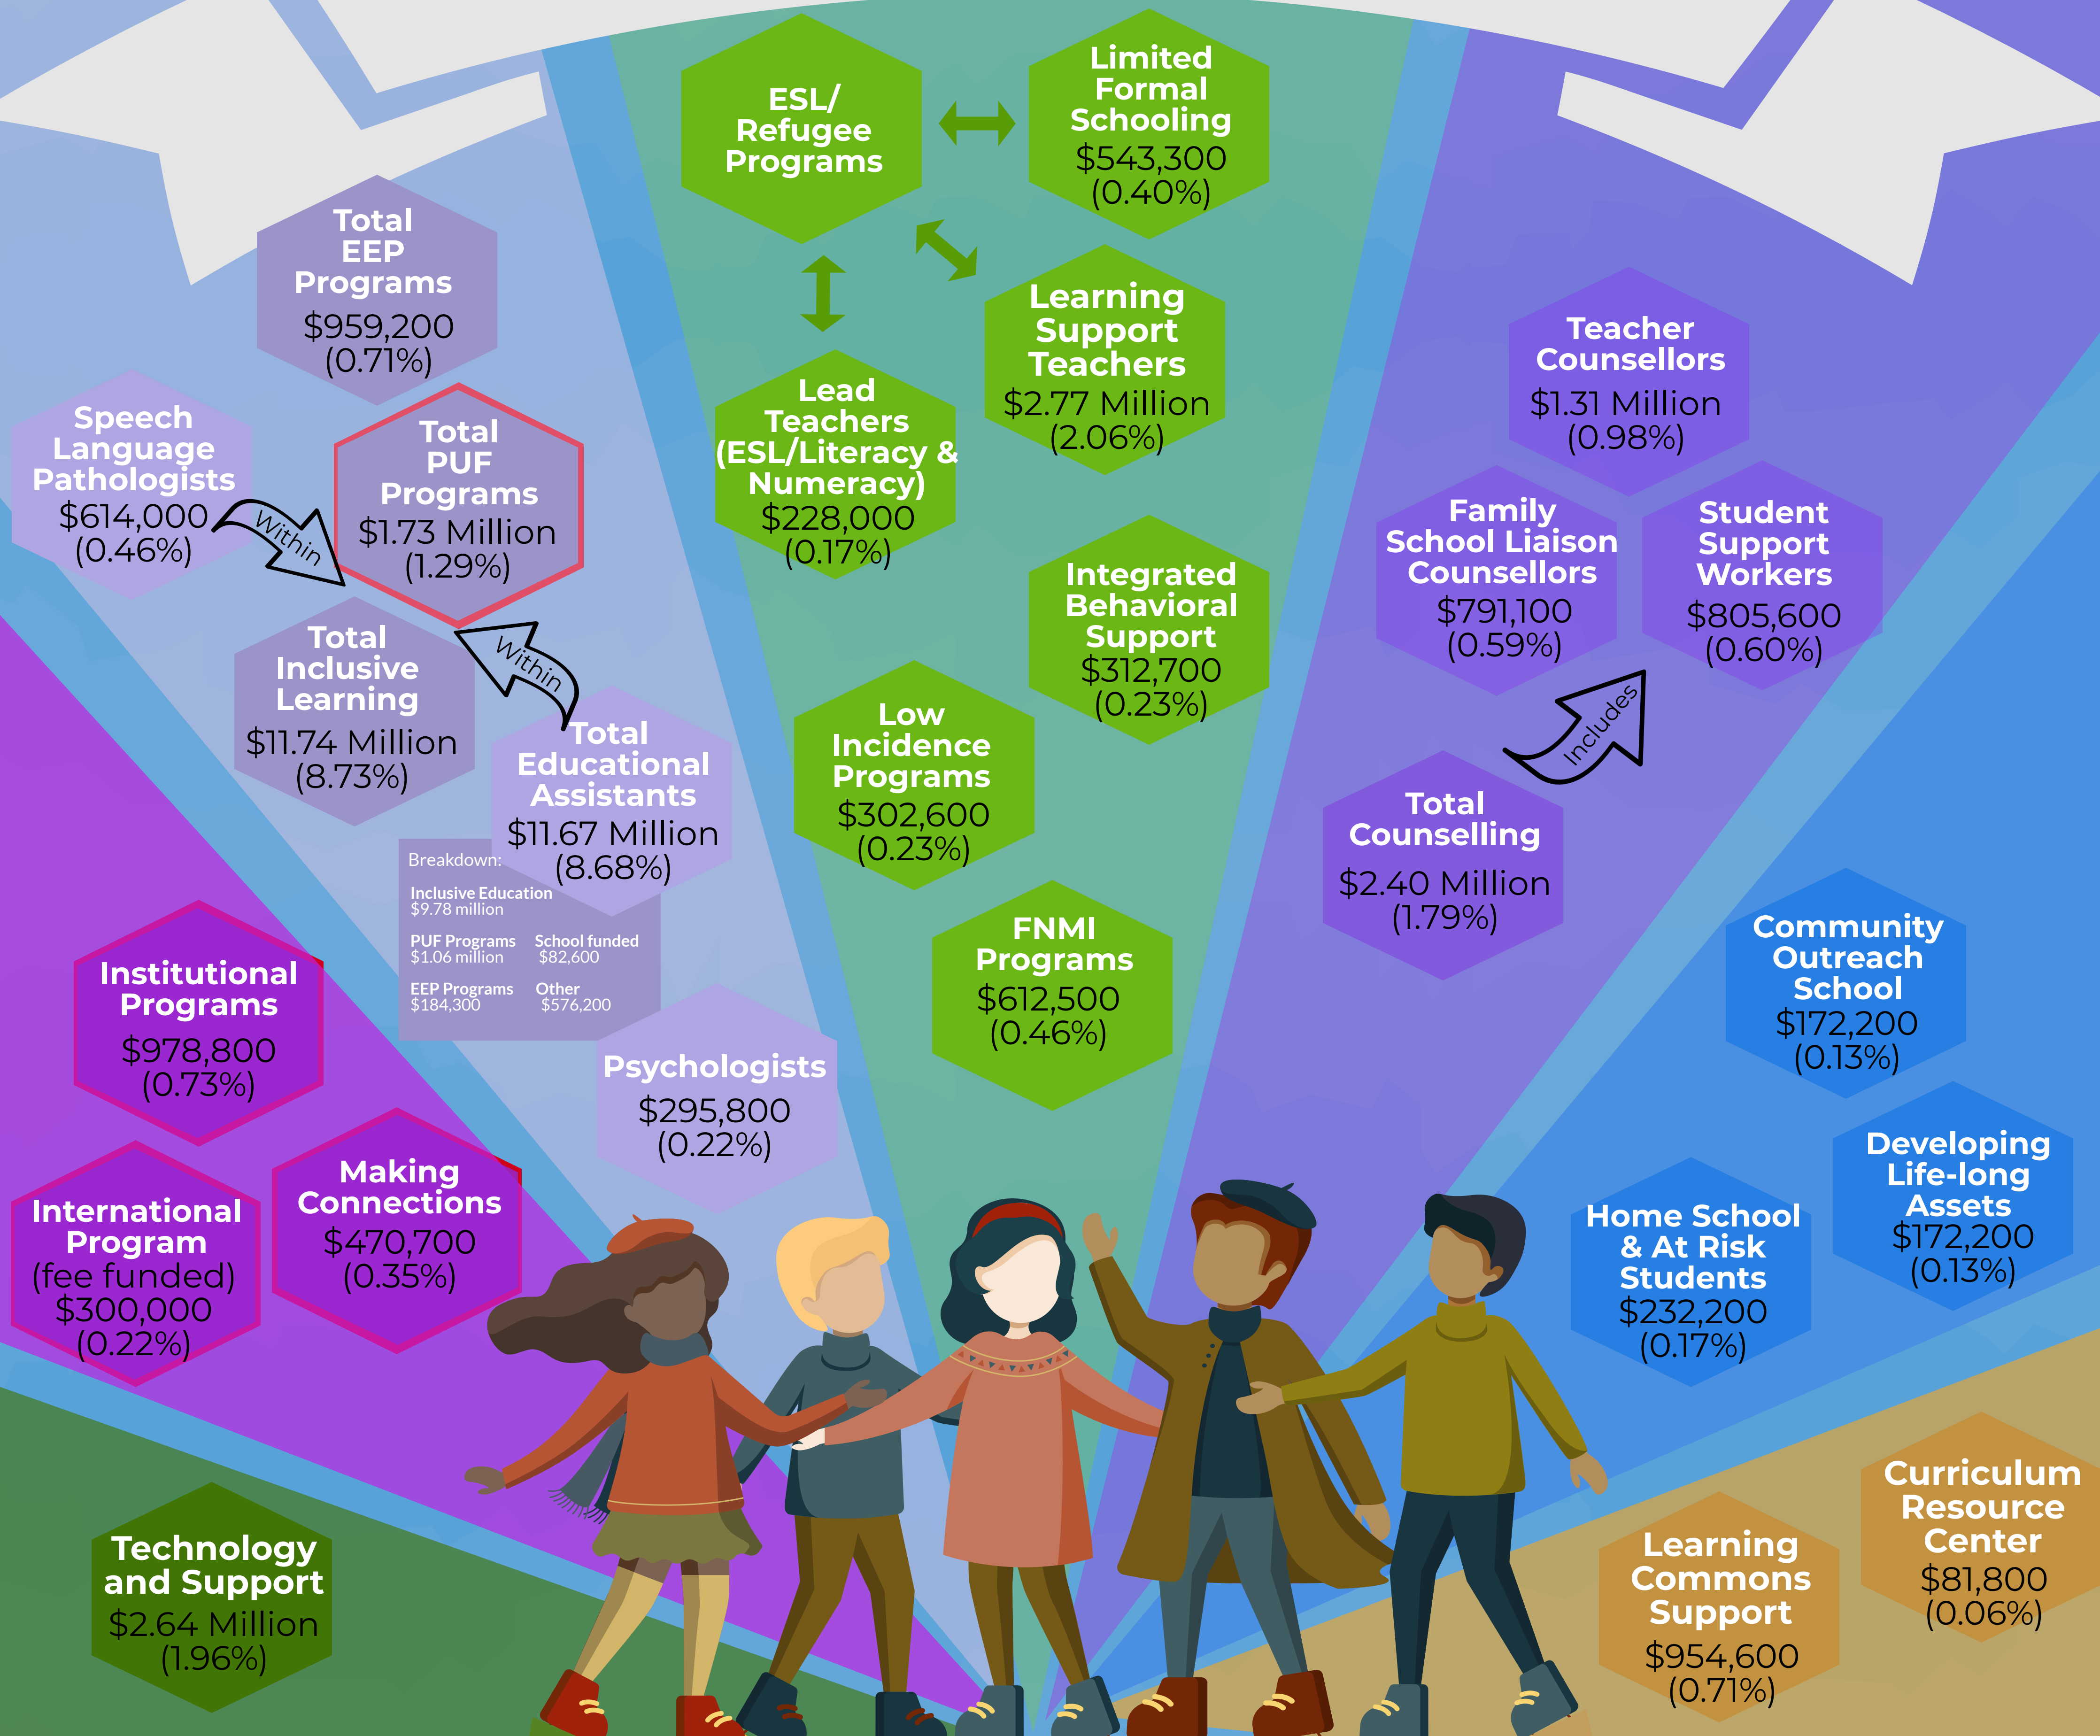 Total
EEP
Programs
$959,200
(0.71%)
Speech
Language
Pathologists
$614,000
(0.46%)
Within
Total
PUF
Programs
$1.73 Million
(1.29%)
Total
Inclusive
Learning
$11.74 Million
(8.73%)
Within
Total
Educational
Assistants
$11.67 Million
(8.68%)
Breakdown:
Inclusive Education
$9.78 million
PUF Programs
$1.06 million
School funded
$82,600
EEP Programs
$184,300
Other
$576,200
Psychologists
$295,800
(0.22%)
ESL/
Refugee
Programs
Limited
Formal
Schooling
$543,300
(0.40%)
Learning
Support
Teachers
$2.77 Million
(2.06%)
Lead
Teachers
(ESL/Literacy &
Numeracy)
$228,000
(0.17%)
Integrated
Behavioral
Support
$312,700
(0.23%)
Low
Incidence
Programs
$302,600
(0.23%)
FNMI
Programs
$612,500
(0.46%)
Teacher
Counsellors
$1.31 Million
(0.98%)
Family
School Liaison
Counsellors
$791,100
(0.59%)
Student
Support
Workers
$805,600
(0.60%)
Includes
Total
Counselling
$2.40 Million
(1.79%)
Institutional
Programs
$978,800
(0.73%)
Making
Connections
$470,700
(0.35%)
International
Program
(fee funded)
$300,000
(0.22%)
Community
Outreach
School
$172,200
(0.13%)
Developing
Life-long
Assets
$172,200
(0.13%)
Home School
& At Risk
Students
$232,200
(0.17%)
Technology
and Support
$2.64 Million
(1.96%)
Curriculum
Resource
Center
$81,800
(0.06%)
Learning
Commons
Support
$954,600
(0.71%)